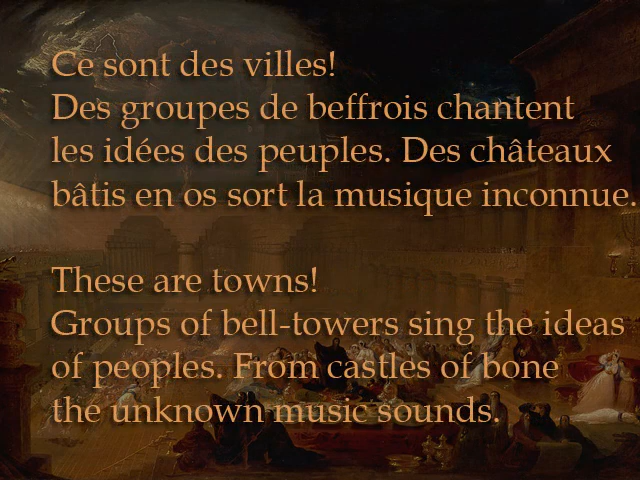 Ce sont des villes!
Des groupes de beffrois chantent
les idées des peuples. Des châteaux
bâtis en os sort la musique inconnue.
These are towns!
Groups of bell-towers sing the ideas
of peoples. From castles of bone
the unknown music sounds.